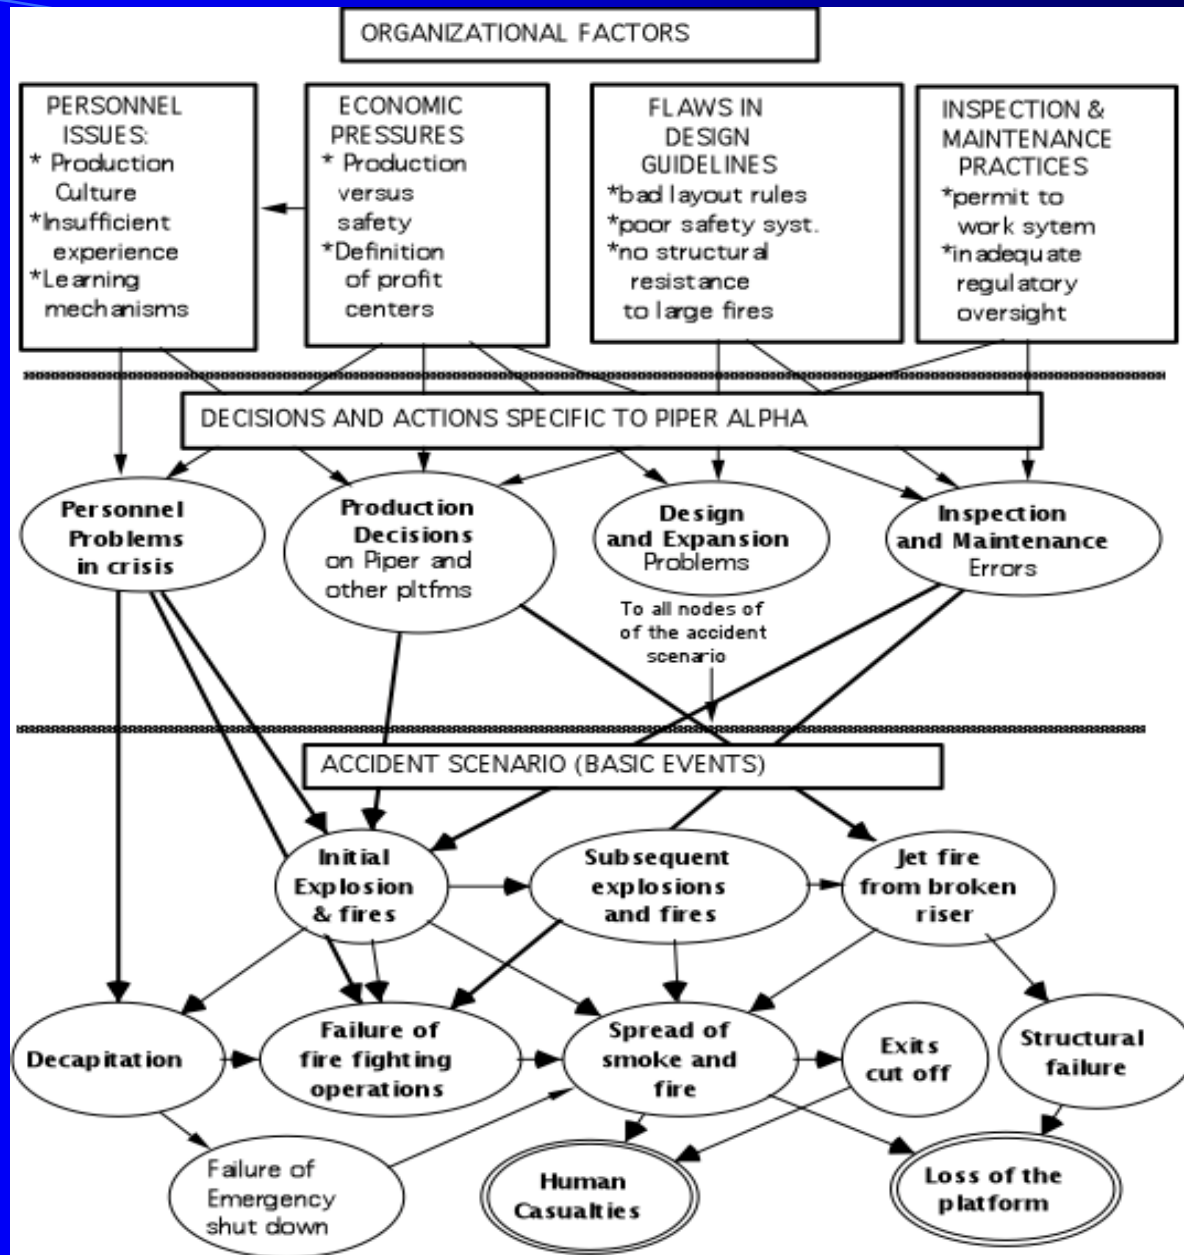 ORGANIZATIONAL FACTORS
PERSONNEL
ISSUES:
* Production
Culture
*Insufficient
experience
*Learning
mechanisms
ECONOMIC
PRESSURES
* Production
versus
safety
*Definition
of profit
centers
FLAWS IN
DESIGN
GUIDELINES
*bad layout rules
*poor safety syst.
*no structural
resistance
to large fires
INSPECTION &
MAINTENANCE
PRACTICES
*permit to
work sytem
*inadequate
regulatory
oversight
DECISIONS AND ACTIONS SPECIFIC TO PIPER ALPHA
Personnel
Problems
in crisis
Production
Decisions
on Piper and
other pltfms
Design
and Expansion
Problems
Inspection
and Maintenance
Errors
To all nodes of
of the accident
scenario
ACCIDENT SCENARIO (BASIC EVENTS)
Initial
Explosion
& fires
Subsequent
explosions
and fires
Jet fire
from broken
riser
Decapitation
Failure of
fire fighting
operations
Spread of
smoke and
fire
Exits
cut off
Structural
failure
Failure of
Emergency
shut down
Human
Casualties
Loss of the
platform